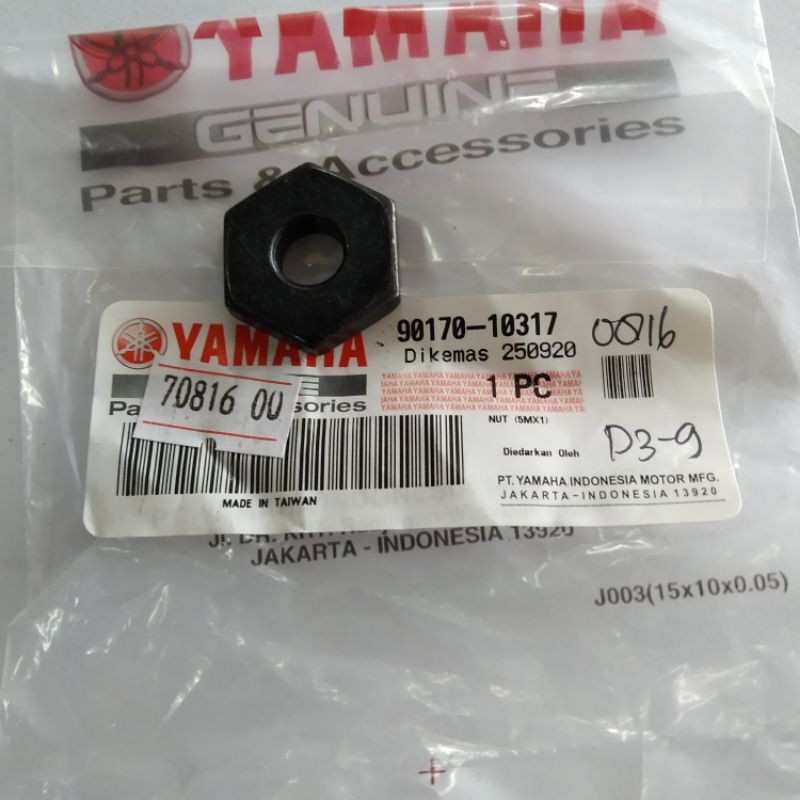 YAMAHA
GENUINE
Parts & Accessories
YAMAHA
90170-10317
00816
Dikemas 250920
70816 00
1 PC
NUT (5MX1)
Diedarkan Oleh
D3-9
PT. YAMAHA INDONESIA MOTOR MFG.
JAKARTA-INDONESIA 13920
MADE IN TAIWAN
JAKARTA - INDONESIA 13920
J003(15x10x0.05)